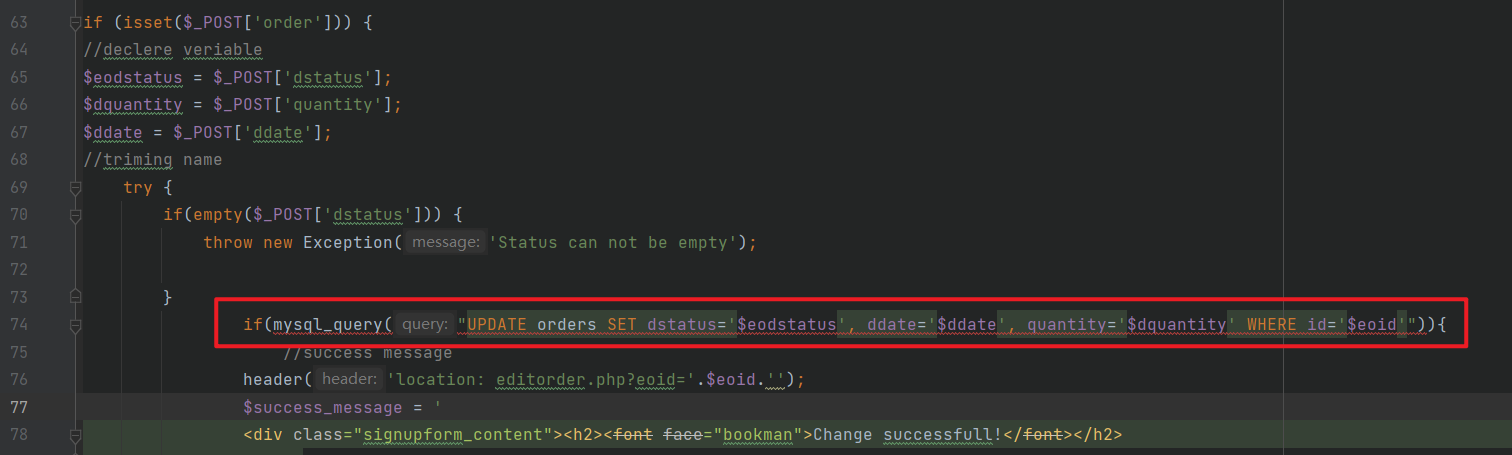 63 if (isset($_POST['order'])) {
64 //declere veriable
65 $eodstatus = $_POST['dstatus'];
66 $dquantity = $_POST['quantity'];
67 $ddate = $_POST['ddate'];
68 //triming name
69 try {
70 if(empty($_POST['dstatus'])) {
71 throw new Exception( message: 'Status can not be empty');
72
73 }
74 if(mysql_query( query: "UPDATE orders SET dstatus='$eodstatus', ddate='$ddate', quantity='$dquantity' WHERE id='$eoid'")){
75 //success message
76 header( header: 'location: editorder.php?eoid='.$eoid.'');
77 $success_message = '
78 <div class="signupform_content"><h2><font face="bookman">Change successfull!</font></h2>